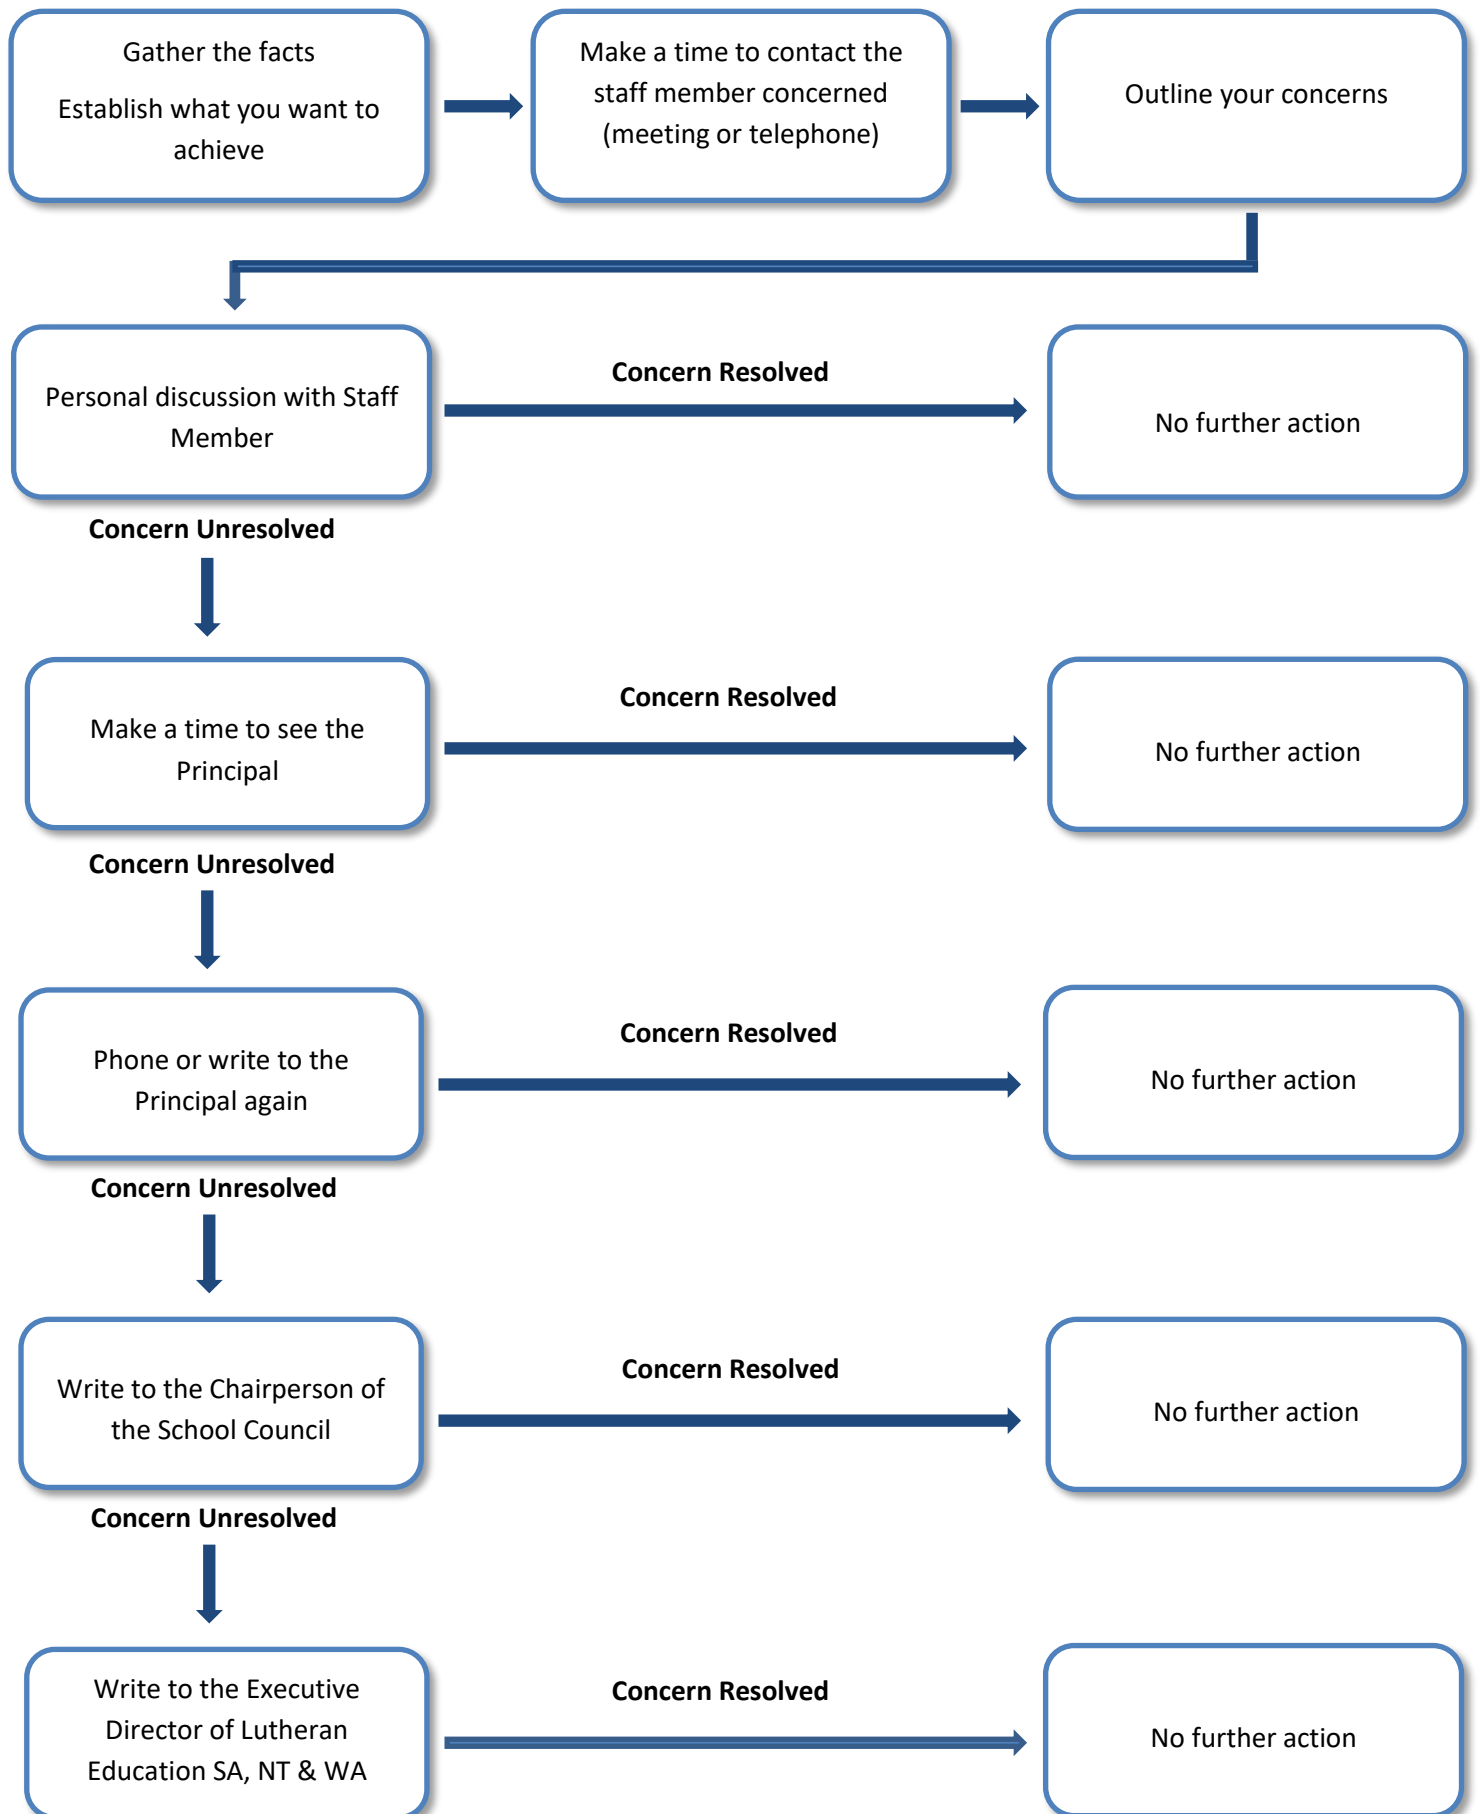 Gather the facts
Establish what you want to
achieve
Make a time to contact the
staff member concerned
(meeting or telephone)
Outline your concerns
Personal discussion with Staff
Member
Concern Resolved
No further action
Concern Unresolved
Make a time to see the
Principal
Concern Resolved
No further action
Concern Unresolved
Phone or write to the
Principal again
Concern Resolved
No further action
Concern Unresolved
Write to the Chairperson of
the School Council
Concern Resolved
No further action
Concern Unresolved
Write to the Executive
Director of Lutheran
Education SA, NT & WA
Concern Resolved
No further action